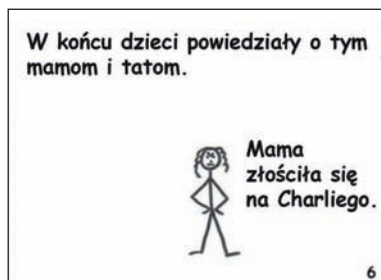 W końcu dzieci powiedziały o tym
mamom i tatom.
Mama
złościła się
na Charliego.
6